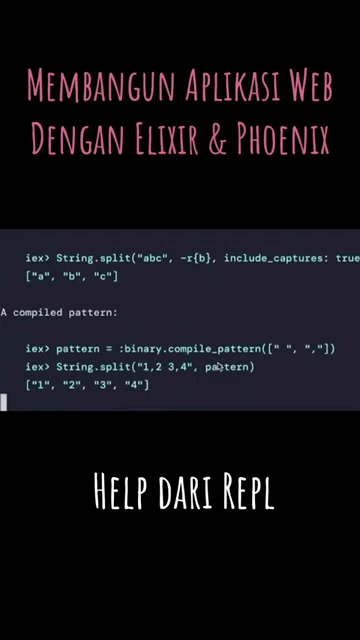 Membangun Aplikasi Web
Dengan Elixir & Phoenix
iex> String.split("abc", ~r{b}, include_captures: true
["a", "b", "c"]
A compiled pattern:
iex> pattern = :binary.compile_pattern([" ", ","])
iex> String.split("1,2 3,4", pattern)
["1", "2", "3", "4"]
Help dari Repl